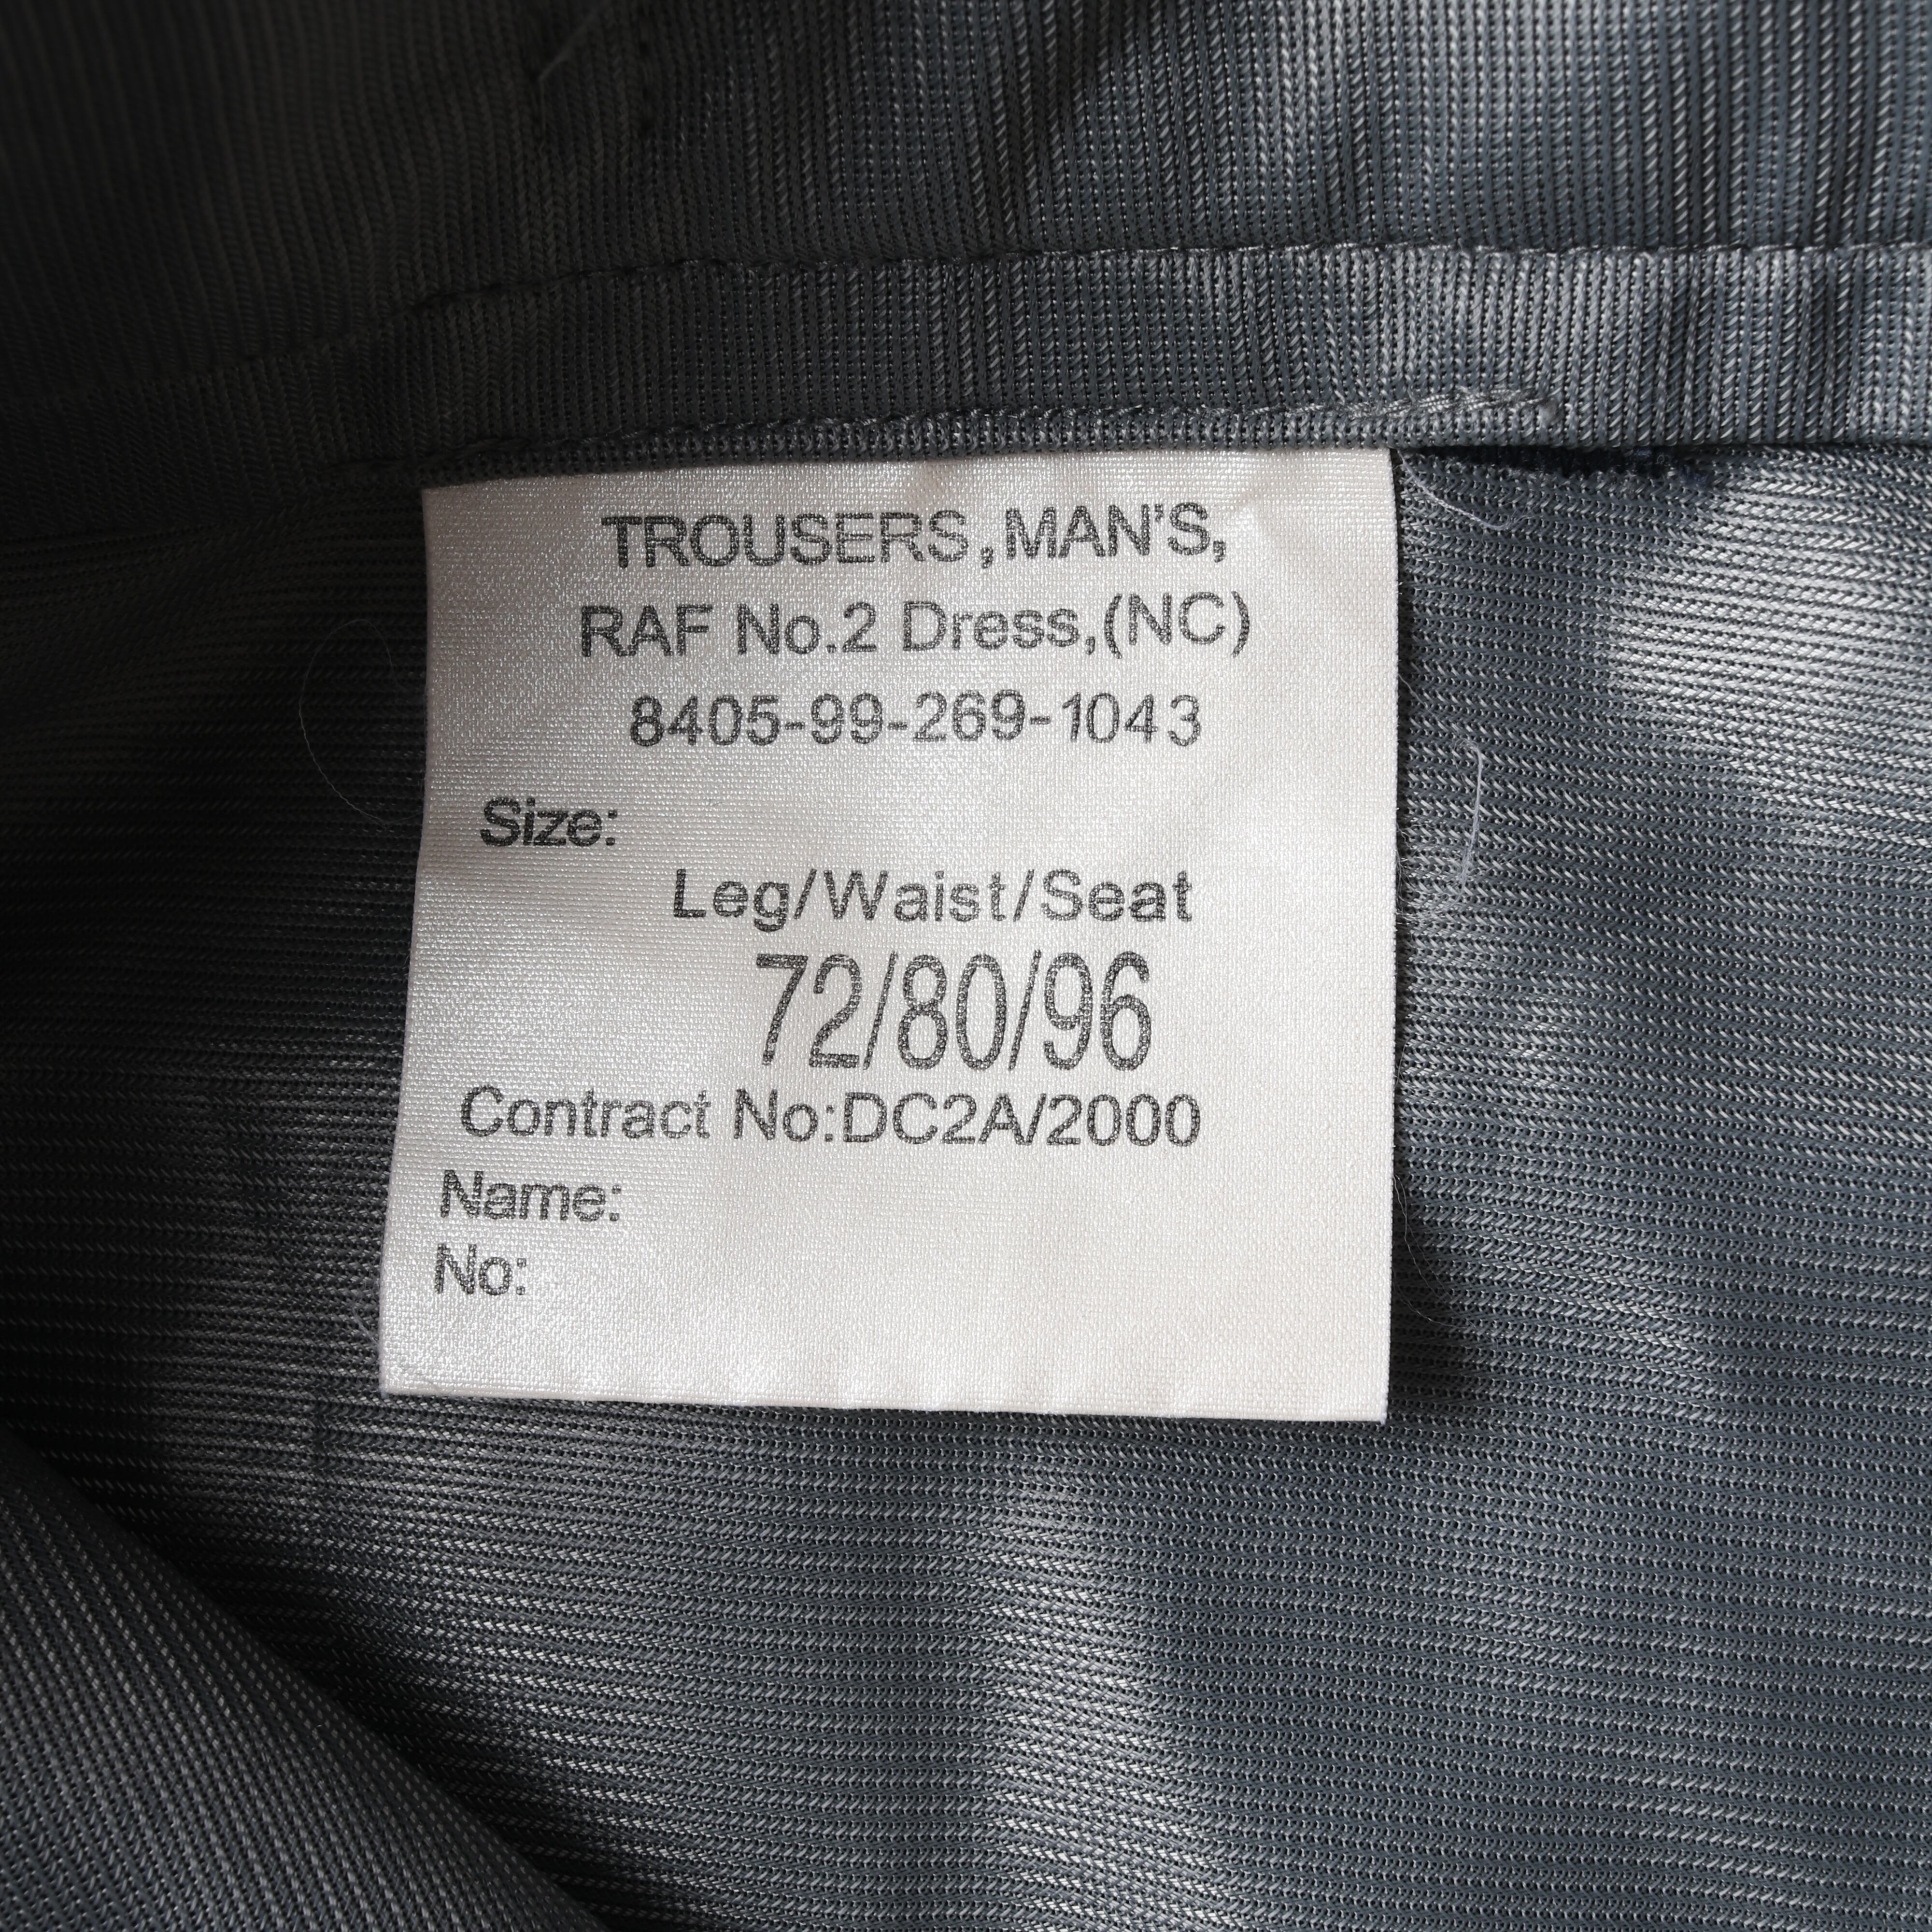 TROUSERS, MAN'S,
RAF No.2 Dress,(NC)
8405-99-269-1043
Size:
Leg/Waist/Seat
72/80/96
Contract No:DC2A/2000
Name:
No: